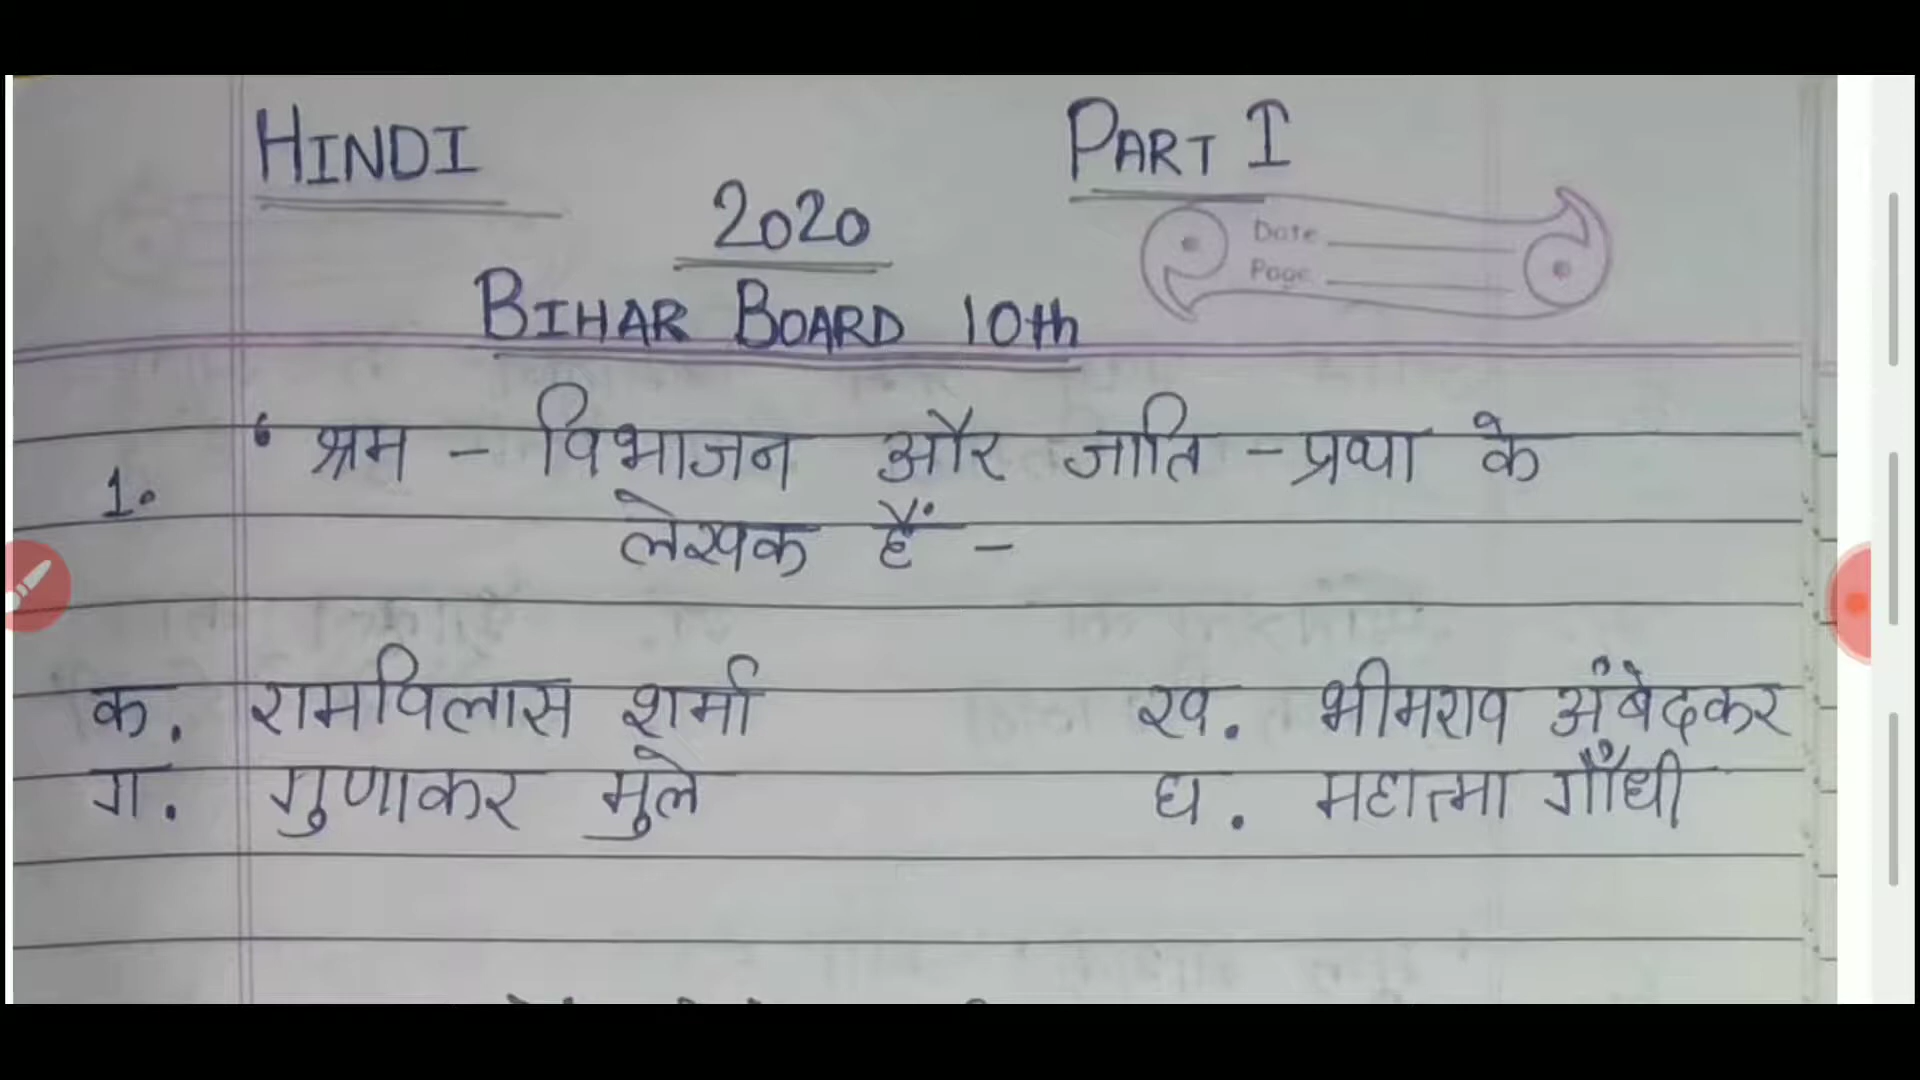 HINDI PART I
2020
Date
Page
BIHAR BOARD 10th
1. ‘ श्रम - विभाजन और जाति - प्रथा के
लेखक हैं -
क. रामविलास शर्मा ख. भीमराव अंबेदकर
ग. गुणाकर मुले घ. महात्मा गाँधी